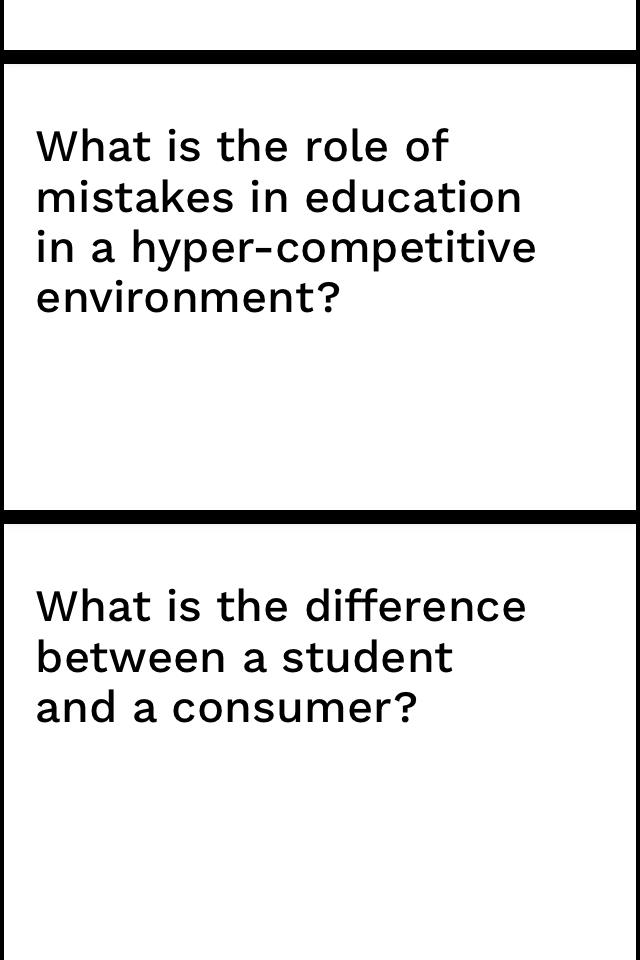 What is the role of
mistakes in education
in a hyper-competitive
environment?
What is the difference
between a student
and a consumer?